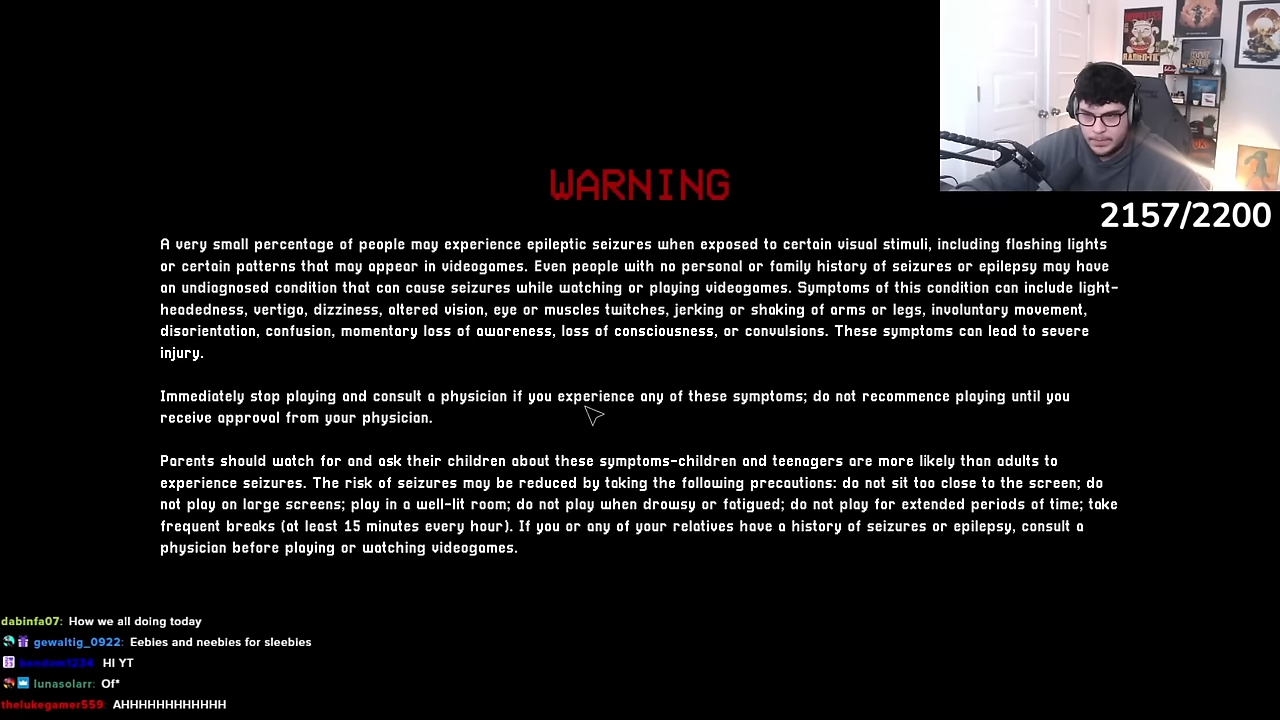 2157/2200
WARNING
A very small percentage of people may experience epileptic seizures when exposed to certain visual stimuli, including flashing lights
or certain patterns that may appear in videogames. Even people with no personal or family history of seizures or epilepsy may have
an undiagnosed condition that can cause seizures while watching or playing videogames. Symptoms of this condition can include light-
headedness, vertigo, dizziness, altered vision, eye or muscles twitches, jerking or shaking of arms or legs, involuntary movement,
disorientation, confusion, momentary loss of awareness, loss of consciousness, or convulsions. These symptoms can lead to severe
injury.
Immediately stop playing and consult a physician if you experience any of these symptoms; do not recommence playing until you
receive approval from your physician.
Parents should watch for and ask their children about these symptoms-children and teenagers are more likely than adults to
experience seizures. The risk of seizures may be reduced by taking the following precautions: do not sit too close to the screen; do
not play on large screens; play in a well-lit room; do not play when drowsy or fatigued; do not play for extended periods of time; take
frequent breaks (at least 15 minutes every hour). If you or any of your relatives have a history of seizures or epilepsy, consult a
physician before playing or watching videogames.
dabinfa07: How we all doing today
gewaltig_0922: Eebies and neebies for sleebies
HI YT
lunasolarr: Of*
thelukegamer559: AHHHHHHHHHHHH